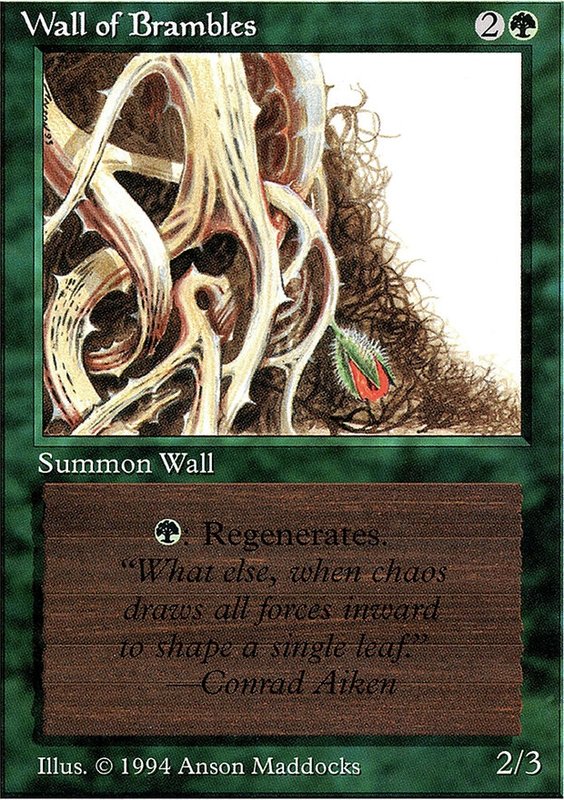 Wall of Brambles 2
Summon Wall
: Regenerates.
“What else, when chaos
draws all forces inward
to shape a single leaf.”
—Conrad Aiken
Illus. © 1994 Anson Maddocks 2/3